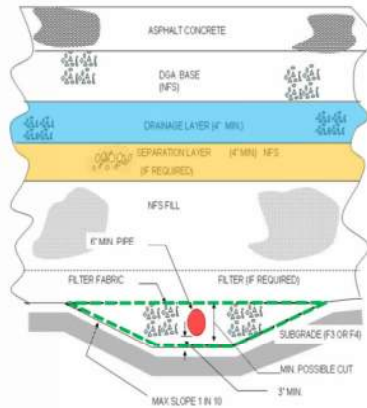 ASPHALT CONCRETE
DGA BASE
(NFS)
DRAINAGE LAYER (4" MIN.)
SEPARATION LAYER (4" MIN) NFS
(IF REQUIRED)
NFS FILL
6" MIN. PIPE
FILTER FABRIC
FILTER (IF REQUIRED)
SUBGRADE (F3 OR F4)
MIN. POSSIBLE CUT
3" MIN.
MAX SLOPE 1 IN 10